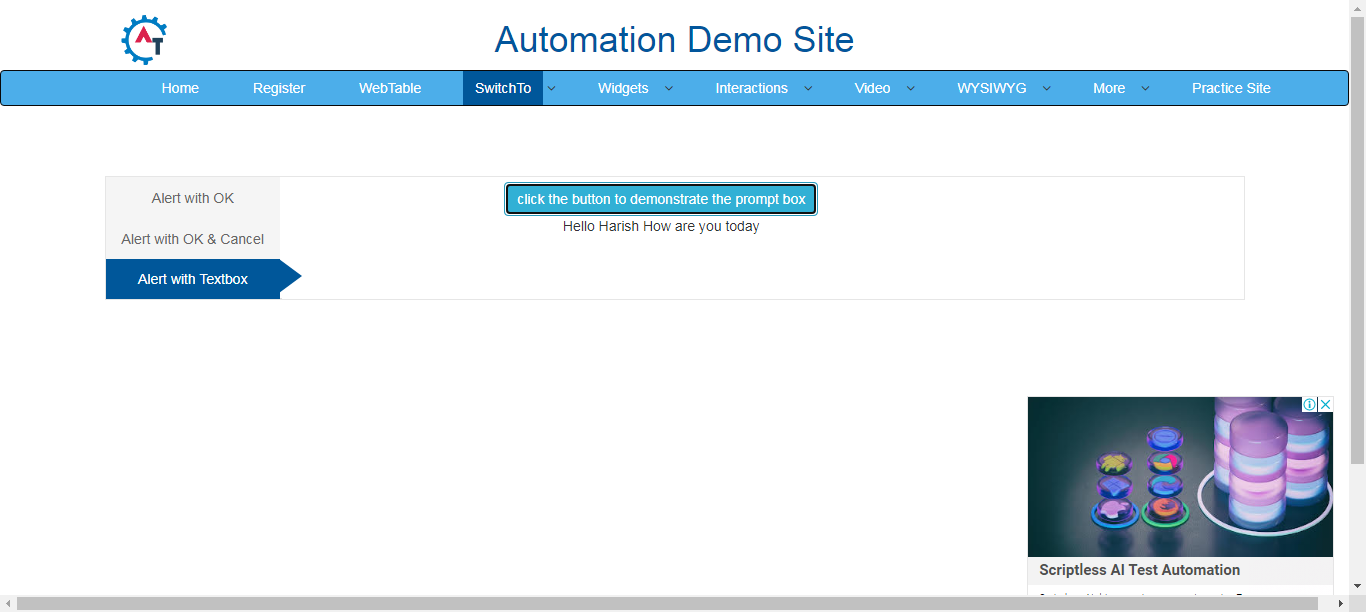 AT
Automation Demo Site
Home Register WebTable SwitchTo Widgets Interactions Video WYSIWYG More Practice Site
Alert with OK
click the button to demonstrate the prompt box
Hello Harish How are you today
Alert with OK & Cancel
Alert with Textbox
Scriptless AI Test Automation